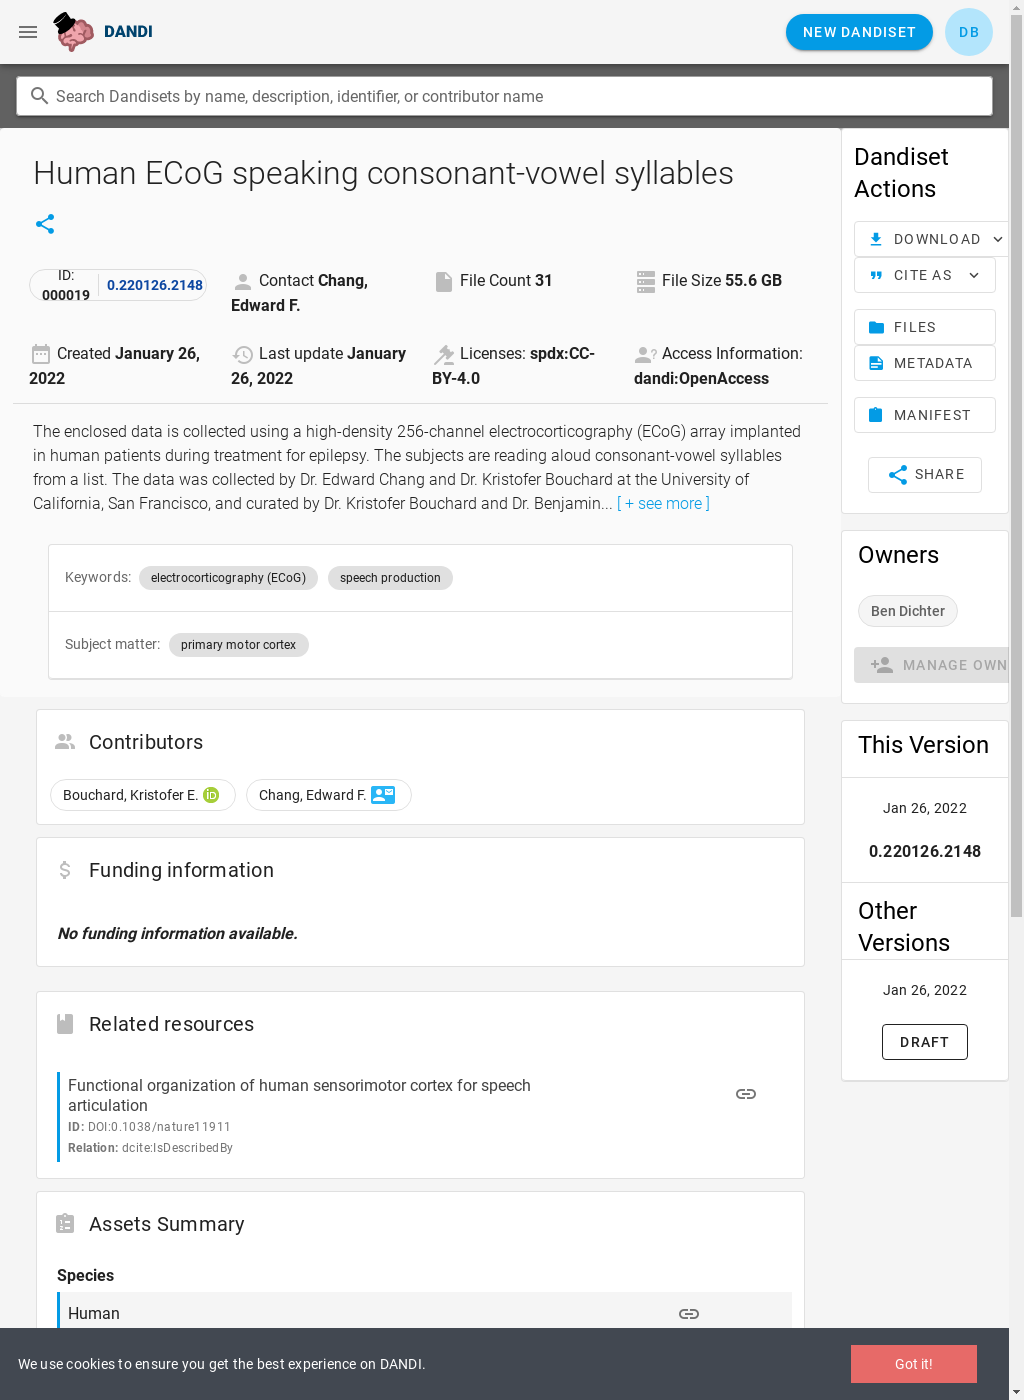 DANDI
NEW DANDISET
DB
Search Dandisets by name, description, identifier, or contributor name
Human ECoG speaking consonant-vowel syllables
ID:
000019
0.220126.2148
Contact Chang,
Edward F.
File Count 31
File Size 55.6 GB
Created January 26,
2022
Last update January
26, 2022
Licenses: spdx:CC-
BY-4.0
Access Information:
dandi:OpenAccess
The enclosed data is collected using a high-density 256-channel electrocorticography (ECoG) array implanted
in human patients during treatment for epilepsy. The subjects are reading aloud consonant-vowel syllables
from a list. The data was collected by Dr. Edward Chang and Dr. Kristofer Bouchard at the University of
California, San Francisco, and curated by Dr. Kristofer Bouchard and Dr. Benjamin... [ + see more ]
Keywords: electrocorticography (ECoG) speech production
Subject matter: primary motor cortex
Contributors
Bouchard, Kristofer E. iD
Chang, Edward F.
Funding information
No funding information available.
Related resources
Functional organization of human sensorimotor cortex for speech
articulation
ID: DOI:0.1038/nature11911
Relation: dcite:IsDescribedBy
Assets Summary
Species
Human
Dandiset
Actions
DOWNLOAD
CITE AS
FILES
METADATA
MANIFEST
SHARE
Owners
Ben Dichter
MANAGE OWN
This Version
Jan 26, 2022
0.220126.2148
Other
Versions
Jan 26, 2022
DRAFT
We use cookies to ensure you get the best experience on DANDI.
Got it!